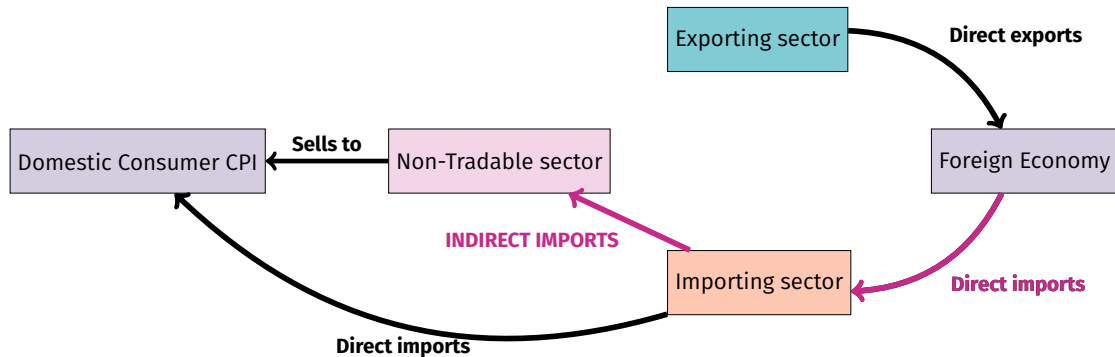 Exporting sector
Direct exports
Sells to
Domestic Consumer CPI
Non-Tradable sector
Foreign Economy
INDIRECT IMPORTS
Importing sector
Direct imports
Direct imports